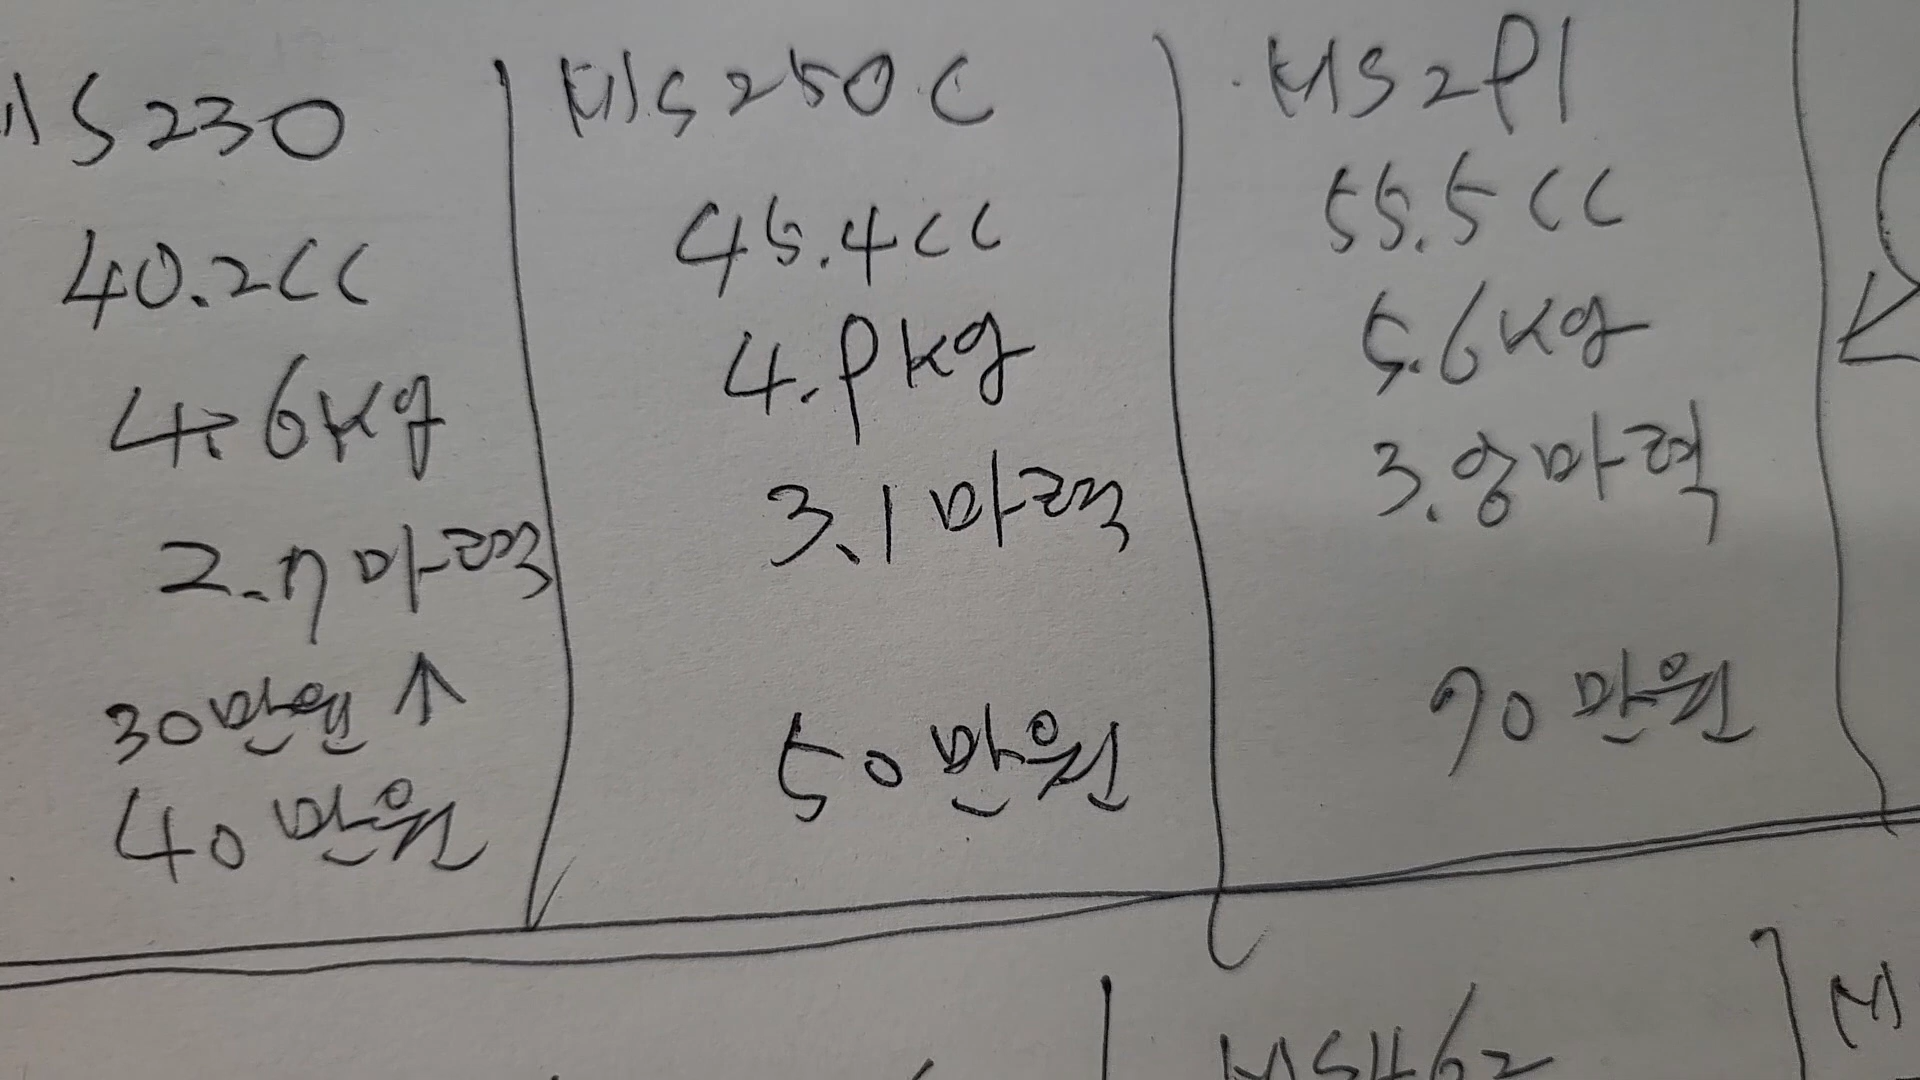 MS230
40.2CC
4.6Kg
2.7마력
30만엔 ↑
40만원
MS250C
45.4CC
4.9Kg
3.1마력
50만원
MS291
55.5CC
5.6Kg
3.8마력
70만원
MS462
M